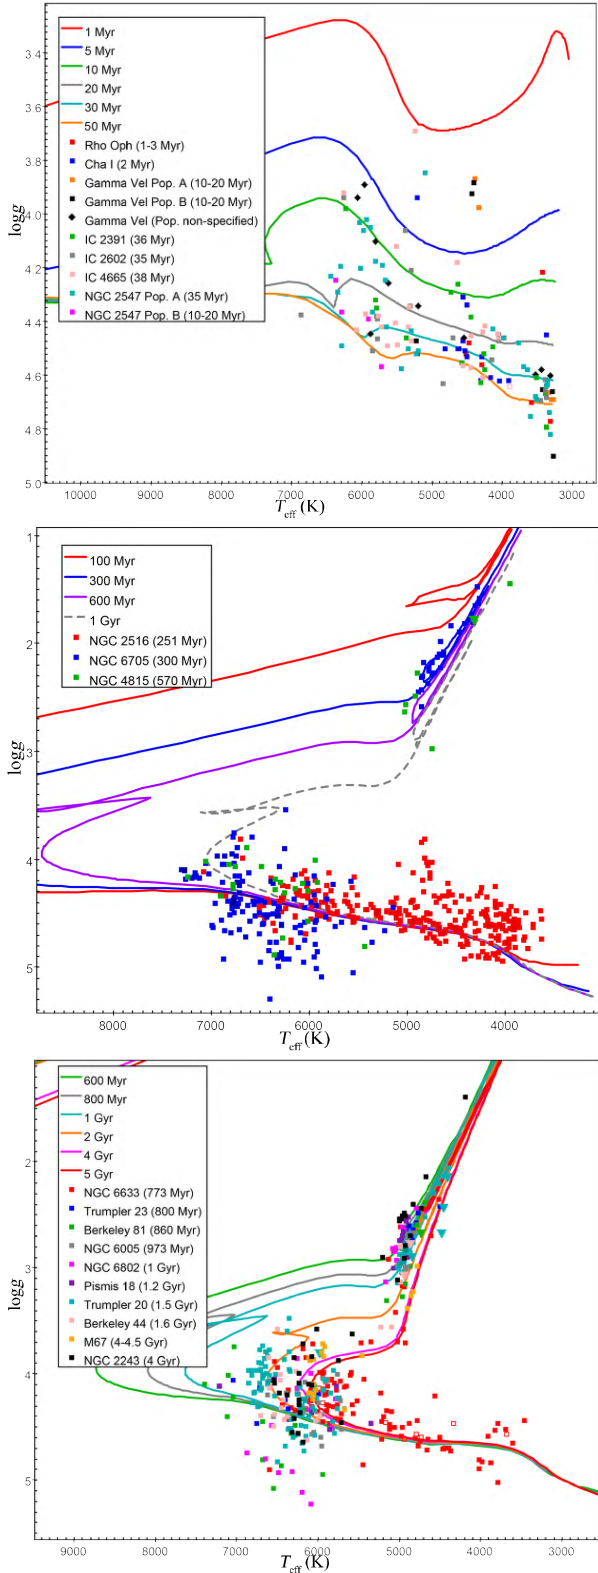 3.4
3.6
3.8
4.0
4.2
4.4
4.6
4.8
5.0
logg
1 Myr
5 Myr
10 Myr
20 Myr
30 Myr
50 Myr
Rho Oph (1-3 Myr)
Cha I (2 Myr)
Gamma Vel Pop. A (10-20 Myr)
Gamma Vel Pop. B (10-20 Myr)
Gamma Vel (Pop. non-specified)
IC 2391 (36 Myr)
IC 2602 (35 Myr)
IC 4665 (38 Myr)
NGC 2547 Pop. A (35 Myr)
NGC 2547 Pop. B (10-20 Myr)
10000 9000 8000 7000 6000 5000 4000 3000
Teff (K)
1
2
3
4
5
logg
100 Myr
300 Myr
600 Myr
1 Gyr
NGC 2516 (251 Myr)
NGC 6705 (300 Myr)
NGC 4815 (570 Myr)
8000 7000 6000 5000 4000
Teff (K)
2
3
4
5
logg
600 Myr
800 Myr
1 Gyr
2 Gyr
4 Gyr
5 Gyr
NGC 6633 (773 Myr)
Trumpler 23 (800 Myr)
Berkeley 81 (860 Myr)
NGC 6005 (973 Myr)
NGC 6802 (1 Gyr)
Pismis 18 (1.2 Gyr)
Trumpler 20 (1.5 Gyr)
Berkeley 44 (1.6 Gyr)
M67 (4-4.5 Gyr)
NGC 2243 (4 Gyr)
9000 8000 7000 6000 5000 4000 3000
Teff (K)